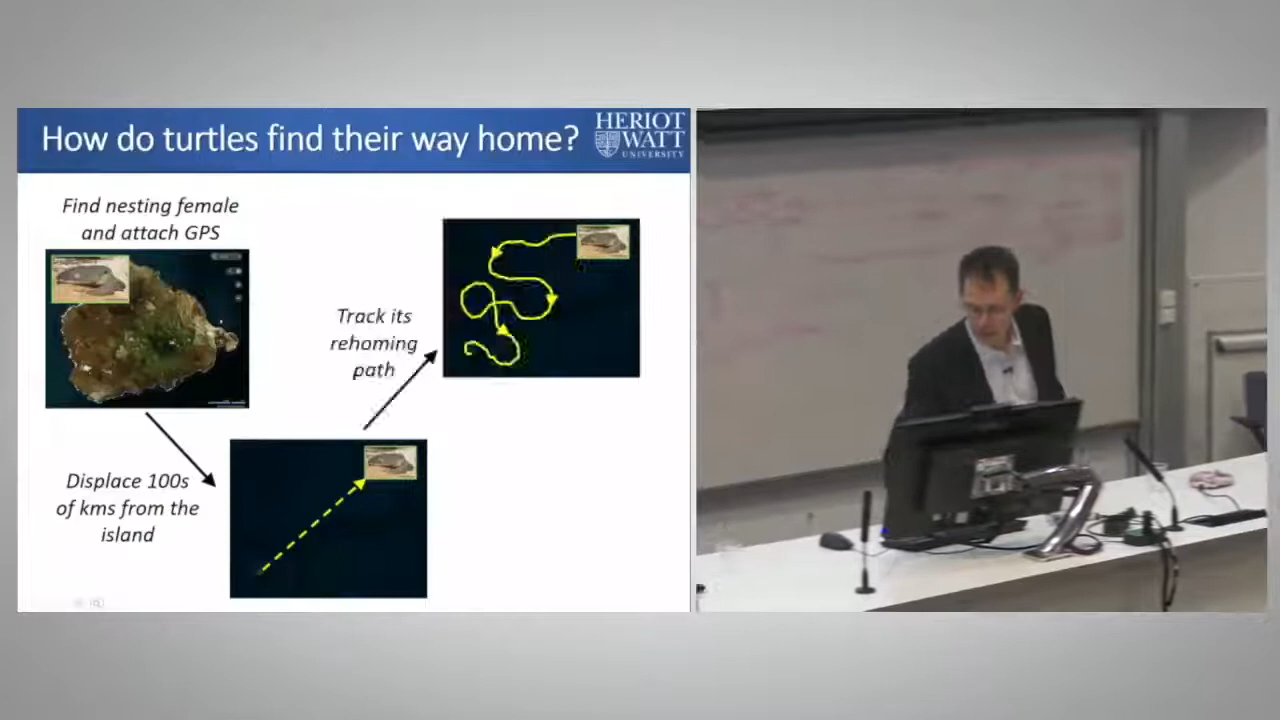 How do turtles find their way home?
HERIOT
WATT
UNIVERSITY
Find nesting female
and attach GPS
Track its
rehoming
path
Displace 100s
of kms from the
island